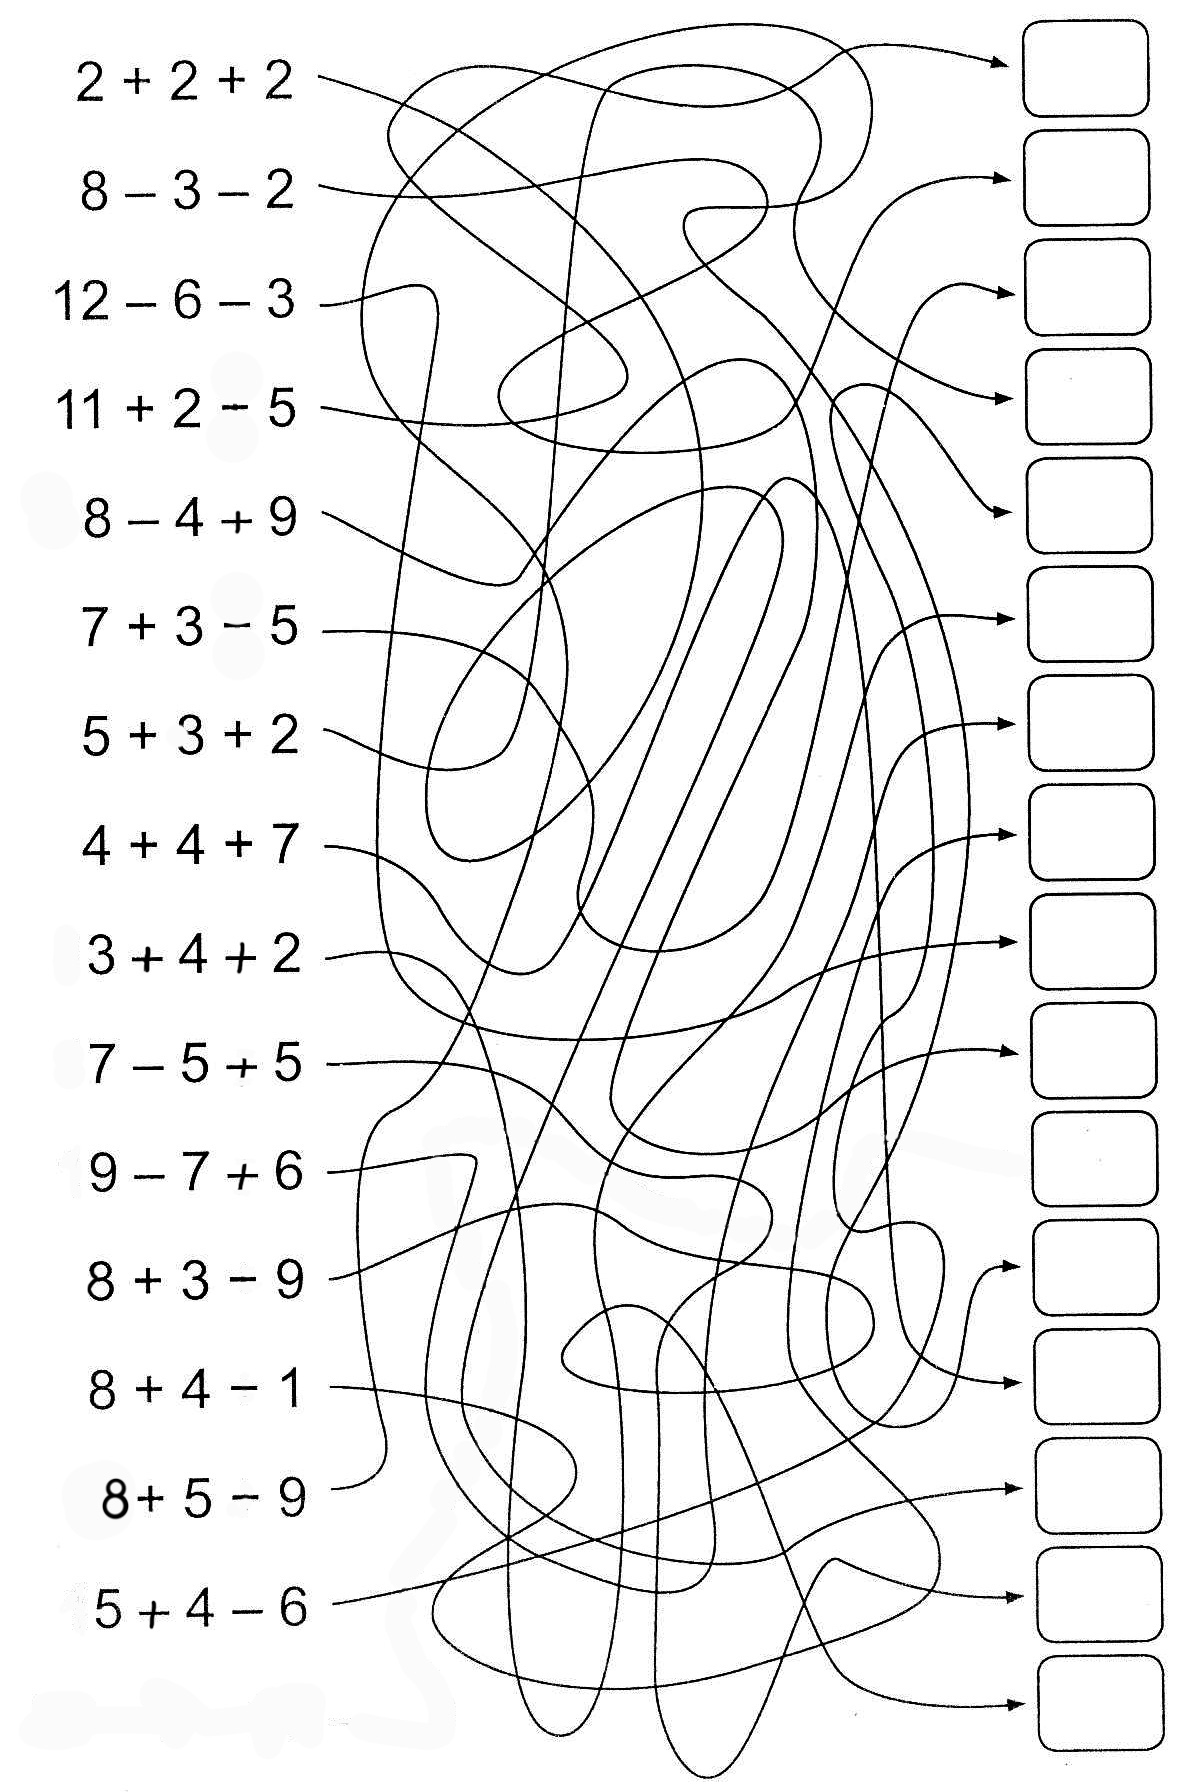 2 + 2 + 2
8 – 3 – 2
12 – 6 – 3
11 + 2 – 5
8 – 4 + 9
7 + 3 – 5
5 + 3 + 2
4 + 4 + 7
3 + 4 + 2
7 – 5 + 5
9 – 7 + 6
8 + 3 – 9
8 + 4 – 1
8+ 5 – 9
5 + 4 – 6